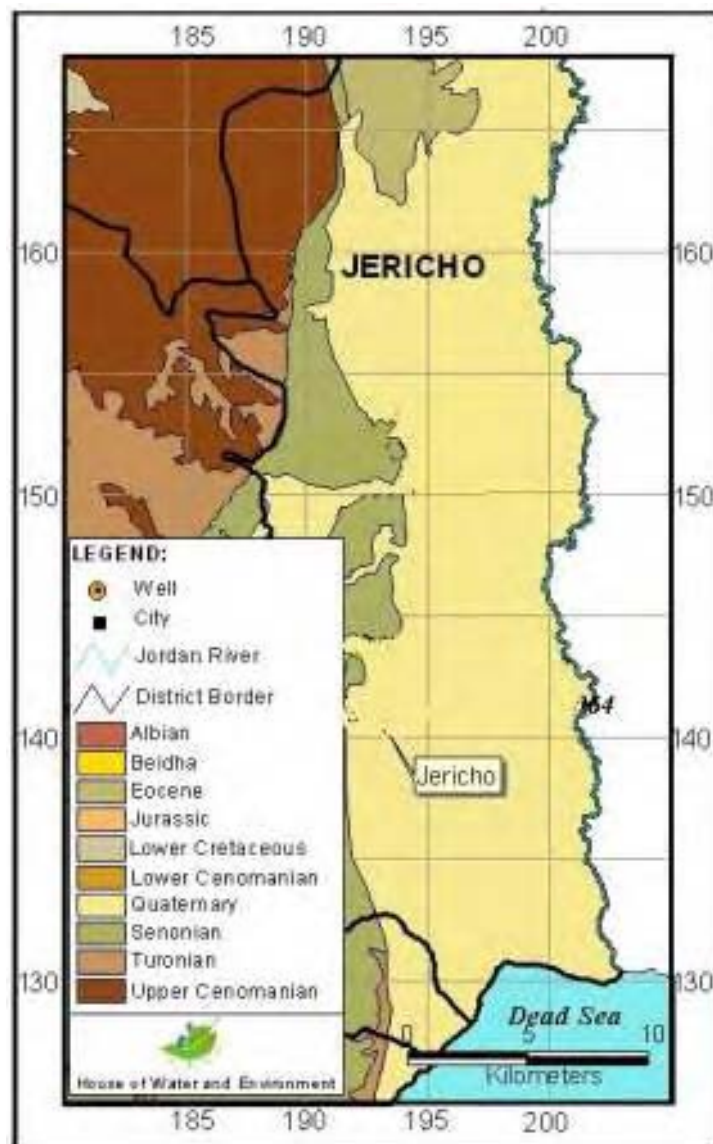 185 190 195 200
160 JERICHO 160
150 150
LEGEND:
Well
City
Jordan River
District Border
Albian
Beidha
Eocene
Jurassic
Lower Cretaceous
Lower Cenomanian
Quaternary
Senonian
Turonian
Upper Cenomanian
House of Water and Environment
140 140
Jericho
130 130
Dead Sea
0 5 10
Kilometers
185 190 195 200